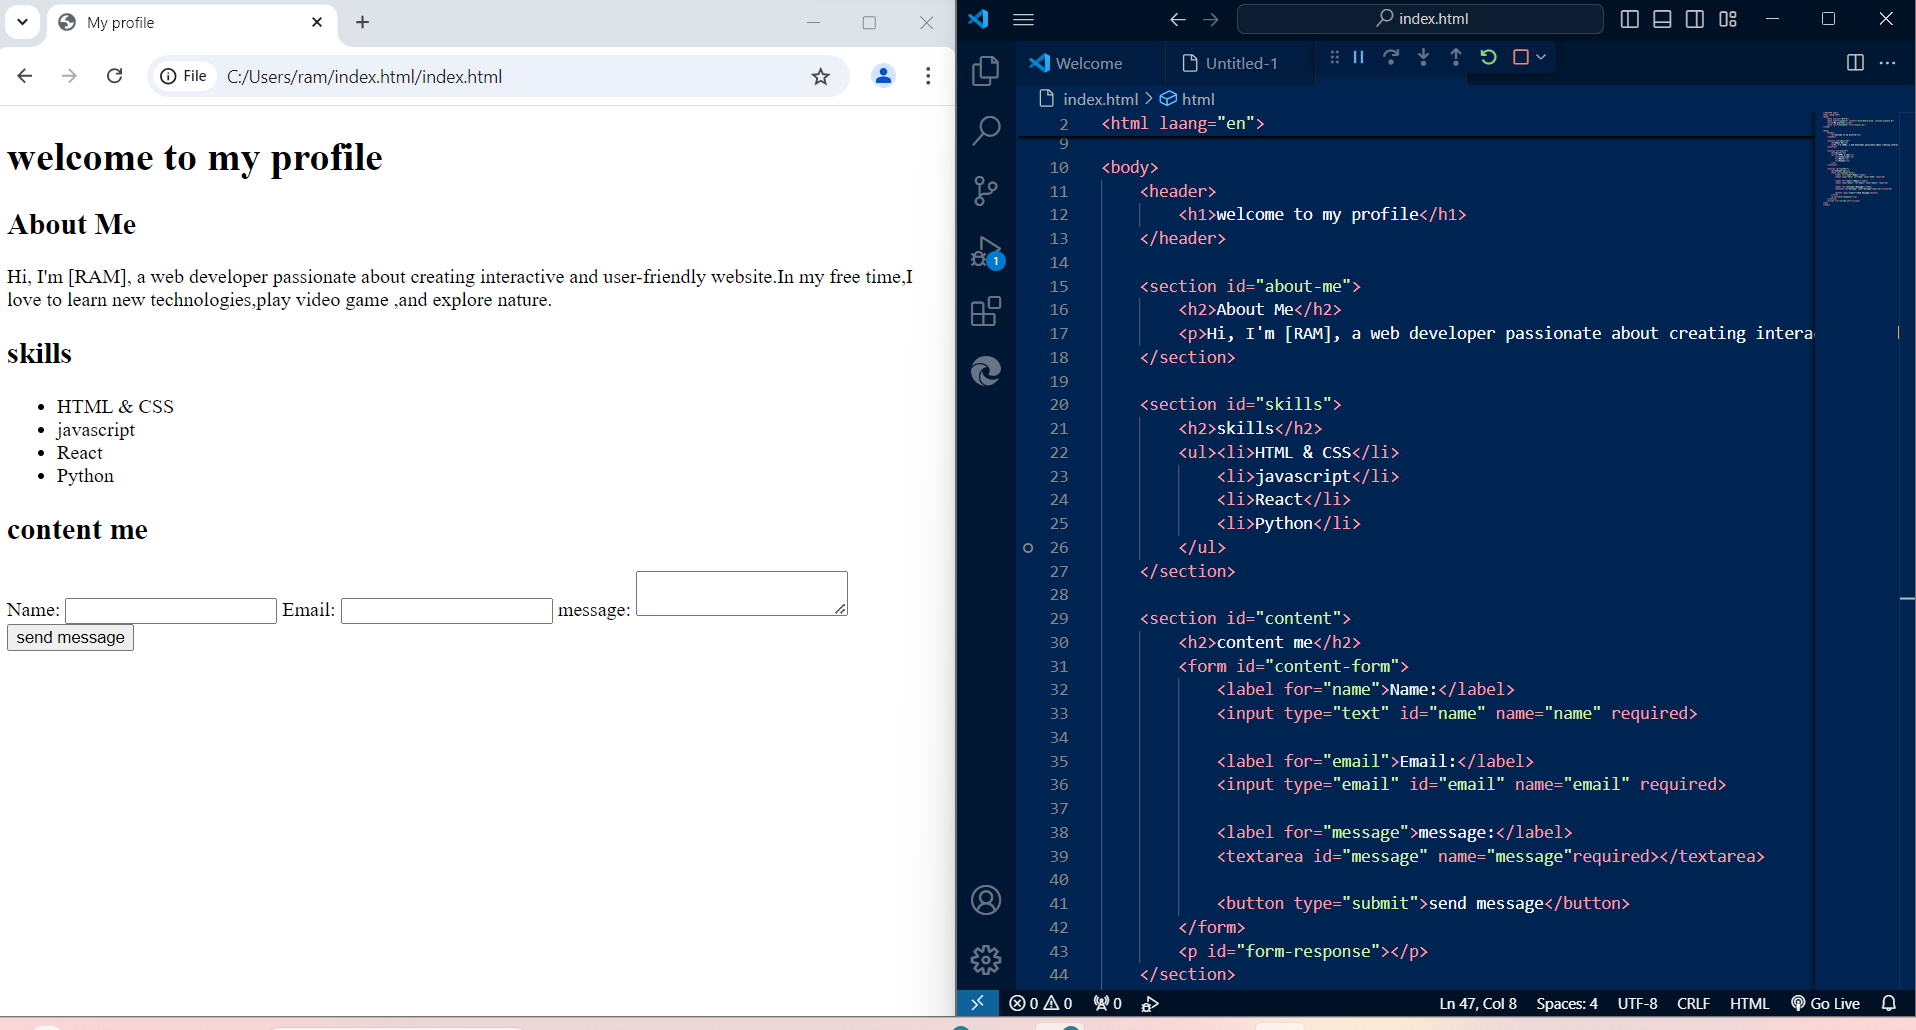 My profile
File
C:/Users/ram/index.html/index.html
welcome to my profile
About Me
Hi, I'm [RAM], a web developer passionate about creating interactive and user-friendly website.In my free time,I
love to learn new technologies,play video game ,and explore nature.
skills
HTML & CSS
javascript
React
Python
content me
Name:
Email:
message:
send message
index.html
Welcome
Untitled-1
index.html > html
1
2 <html laang="en">
9
10 <body>
11 <header>
12 <h1>welcome to my profile</h1>
13 </header>
14
15 <section id="about-me">
16 <h2>About Me</h2>
17 <p>Hi, I'm [RAM], a web developer passionate about creating intera
18 </section>
19
20 <section id="skills">
21 <h2>skills</h2>
22 <ul><li>HTML & CSS</li>
23 <li>javascript</li>
24 <li>React</li>
25 <li>Python</li>
26 </ul>
27 </section>
28
29 <section id="content">
30 <h2>content me</h2>
31 <form id="content-form">
32 <label for="name">Name:</label>
33 <input type="text" id="name" name="name" required>
34
35 <label for="email">Email:</label>
36 <input type="email" id="email" name="email" required>
37
38 <label for="message">message:</label>
39 <textarea id="message" name="message"required></textarea>
40
41 <button type="submit">send message</button>
42 </form>
43 <p id="form-response"></p>
44 </section>
0 0 0
Ln 47, Col 8
Spaces: 4
UTF-8
CRLF
HTML
Go Live